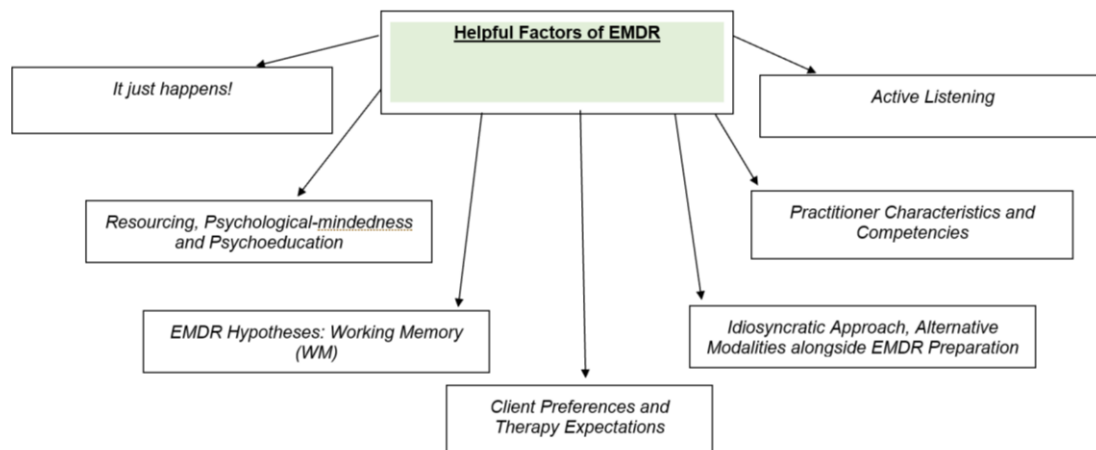 Helpful Factors of EMDR
It just happens!
Active Listening
Resourcing, Psychological-mindedness
and Psychoeducation
Practitioner Characteristics and
Competencies
EMDR Hypotheses: Working Memory
(WM)
Idiosyncratic Approach, Alternative
Modalities alongside EMDR Preparation
Client Preferences and
Therapy Expectations